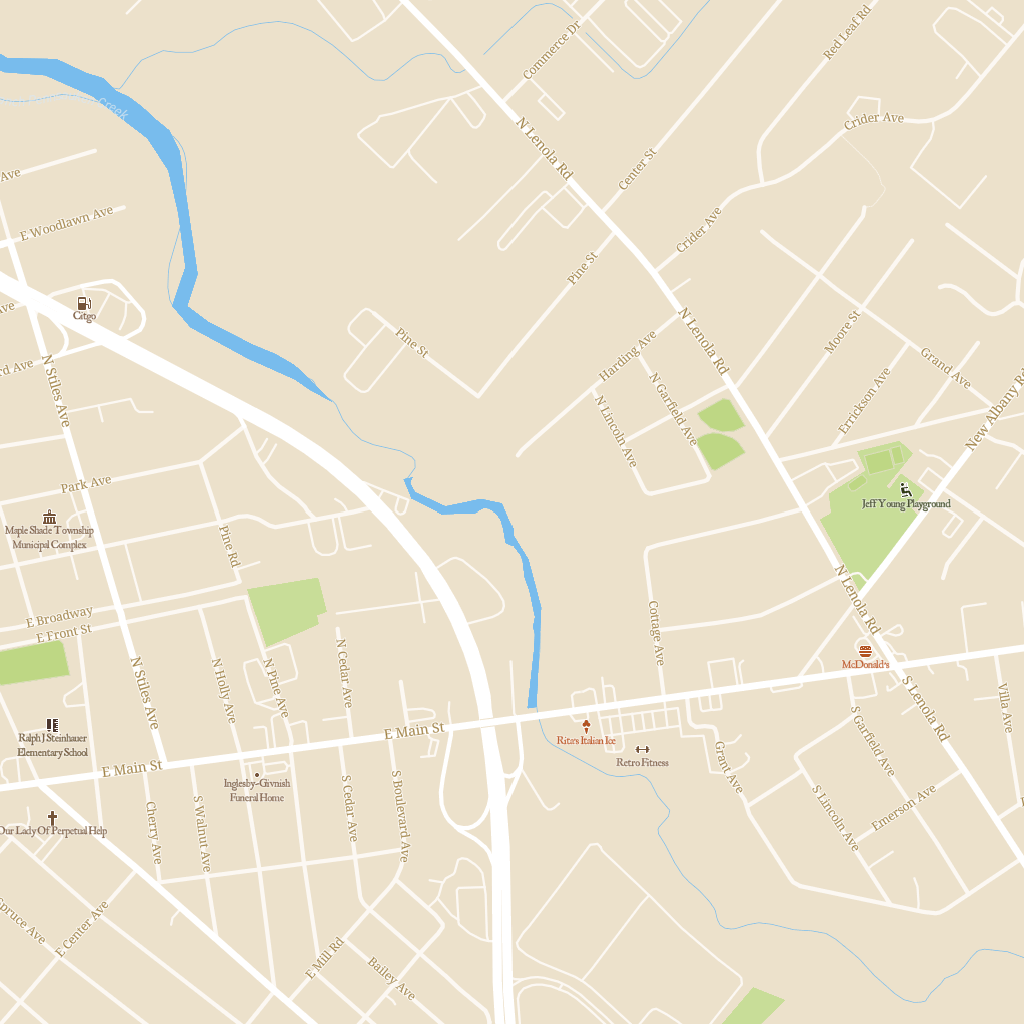 Commerce Dr
Red Leaf Rd
creek
N Lenola Rd
Crider Ave
Center St
Ave
E Woodlawn Ave
Crider Ave
Pine St
Citgo
Ave
N Lenola Rd
Moore St
Pine St
Harding Ave
Grand Ave
rd Ave
N Stiles Ave
N Garfield Ave
Errickson Ave
New Albany Rd
N Lincoln Ave
Park Ave
Jeff Young Playground
Maple Shade Township
Municipal Complex
Pine Rd
N Lenola Rd
E Broadway
E Front St
Cottage Ave
McDonald's
N Stiles Ave
N Holly Ave
N Pine Ave
N Cedar Ave
S Lenola Rd
Villa Ave
E Main St
Rita's Italian Ice
Retro Fitness
S Garfield Ave
Ralph J Steinhauer
Elementary School
E Main St
Grant Ave
Inglesby-Givnish
Funeral Home
S Lincoln Ave
Emerson Ave
Our Lady Of Perpetual Help
Cherry Ave
S Walnut Ave
S Cedar Ave
S Boulevard Ave
Spruce Ave
E Center Ave
E Mill Rd
Bailey Ave